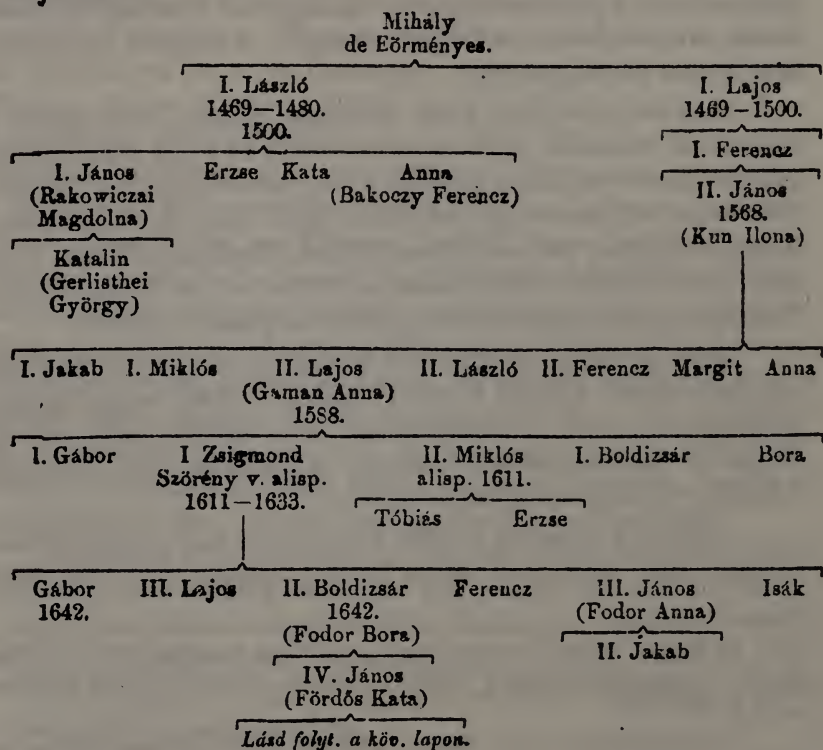 Mihály
de Eörményes.
I. László I. Lajos
1469—1480. 1469–1500.
1500. I. Ferencz
I. János Erzse Kata Anna II. János
(Rakowiczai (Bakoczy Ferencz) 1568.
Magdolna) (Kun Ilona)
Katalin
(Gerlisthei
György)
I. Jakab I. Miklós II. Lajos II. László II. Ferencz Margit Anna
(Gaman Anna)
1588.
I. Gábor I Zsigmond II. Miklós I. Boldizsár Bora
Szörény v. alisp. alisp. 1611.
1611—1633. Tóbiás Erzse
Gábor III. Lajos II. Boldizsár Ferencz III. János Isák
1642. 1642. (Fodor Anna)
(Fodor Bora) II. Jakab
IV. János
(Fördős Kata)
Lásd folyt. a köv. lapon.